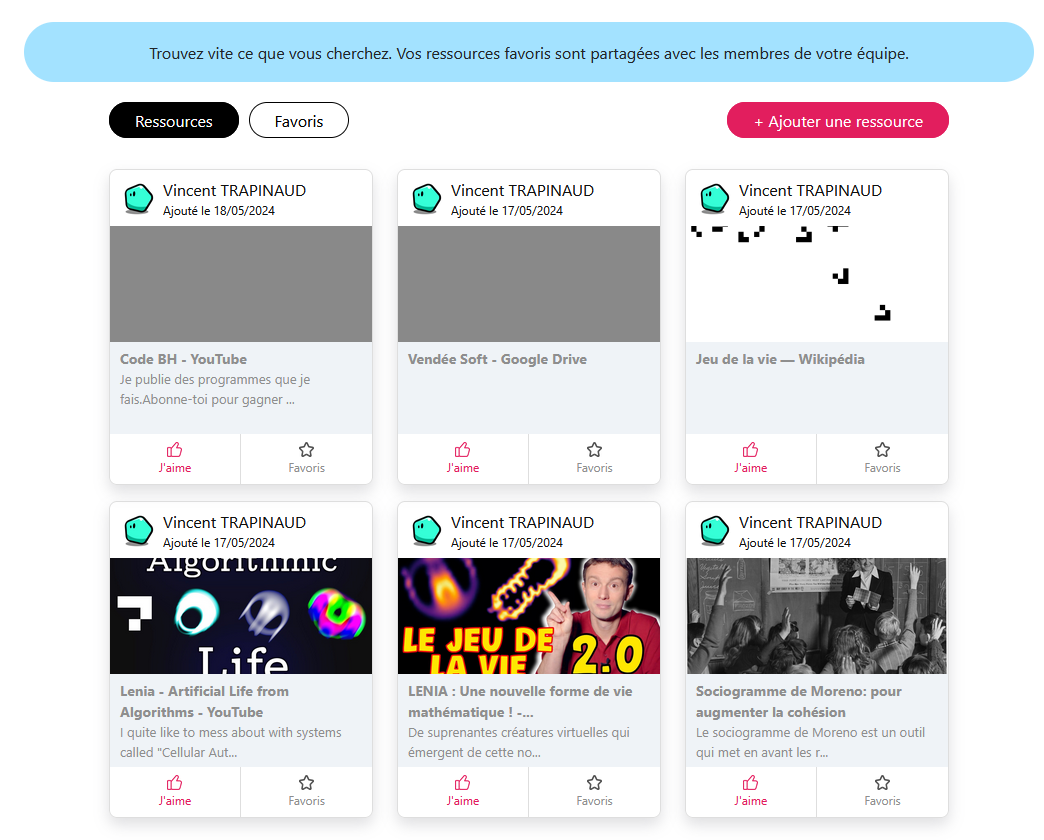 Trouvez vite ce que vous cherchez. Vos ressources favoris sont partagées avec les membres de votre équipe.
Ressources
Favoris
+ Ajouter une ressource
Vincent TRAPINAUD
Ajouté le 18/05/2024
Code BH - YouTube
Je publie des programmes que je
fais.Abonne-toi pour gagner ...
J'aime
Favoris
Vincent TRAPINAUD
Ajouté le 17/05/2024
Vendée Soft - Google Drive
J'aime
Favoris
Vincent TRAPINAUD
Ajouté le 17/05/2024
Jeu de la vie — Wikipédia
J'aime
Favoris
Vincent TRAPINAUD
Ajouté le 17/05/2024
Algorithmic
Life
Lenia - Artificial Life from
Algorithms - YouTube
I quite like to mess about with systems
called "Cellular Aut...
J'aime
Favoris
Vincent TRAPINAUD
Ajouté le 17/05/2024
LE JEU DE
LA VIE 2.0
LENIA : Une nouvelle forme de vie
mathématique ! -...
De suprenantes créatures virtuelles qui
émergent de cette no...
J'aime
Favoris
Vincent TRAPINAUD
Ajouté le 17/05/2024
Sociogramme de Moreno: pour
augmenter la cohésion
Le sociogramme de Moreno est un outil
qui met en avant les r...
J'aime
Favoris